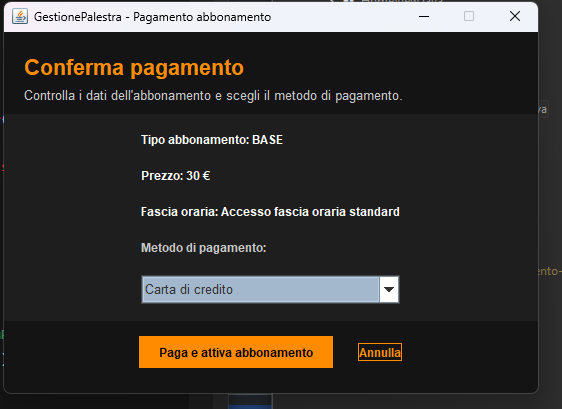 GestionePalestra - Pagamento abbonamento
Conferma pagamento
Controlla i dati dell'abbonamento e scegli il metodo di pagamento.
Tipo abbonamento: BASE
Prezzo: 30 €
Fascia oraria: Accesso fascia oraria standard
Metodo di pagamento:
Carta di credito
Paga e attiva abbonamento
Annulla